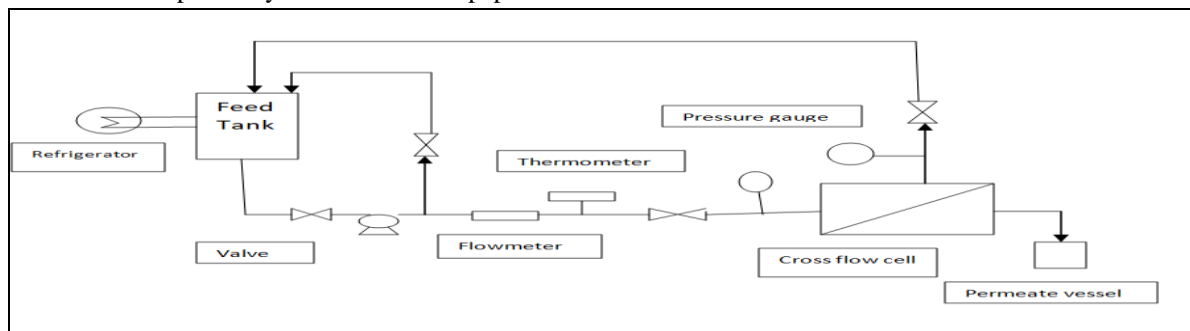 Feed
Tank
Pressure gauge
Refrigerator
Thermometer
Flowmeter
Valve
Cross flow cell
Permeate vessel